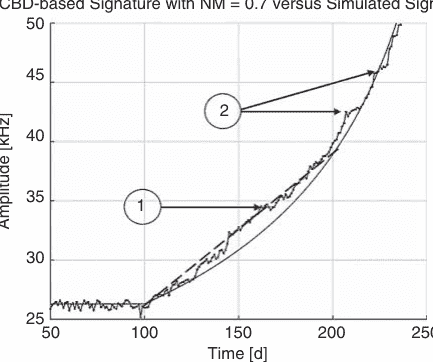 CBD-based Signature with NM = 0.7 versus Simulated Sign
50
45
40
35
30
25
Amplitude [kHz]
2
1
50 100 150 200 250
Time [d]